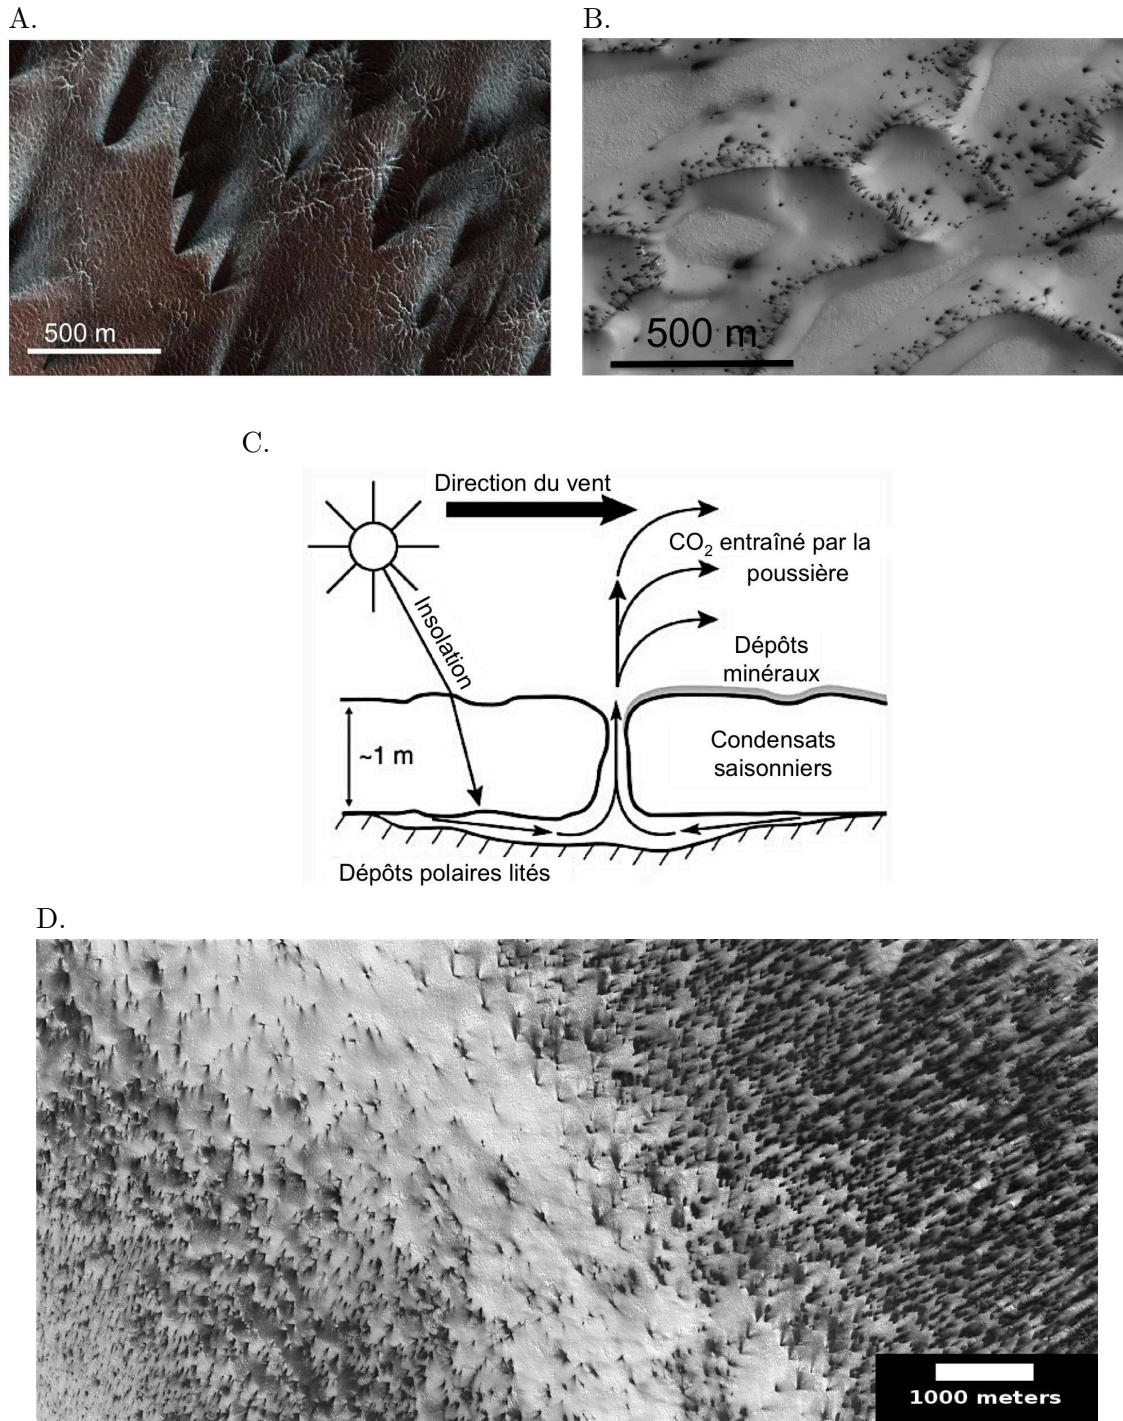 A.
B.
500 m
500 m
C.
Direction du vent
CO₂ entraîné par la
poussière
Insolation
Dépôts
minéraux
~1 m
Condensats
saisonniers
Dépôts polaires lités
D.
1000 meters